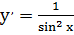 y′ = 1/sin² x